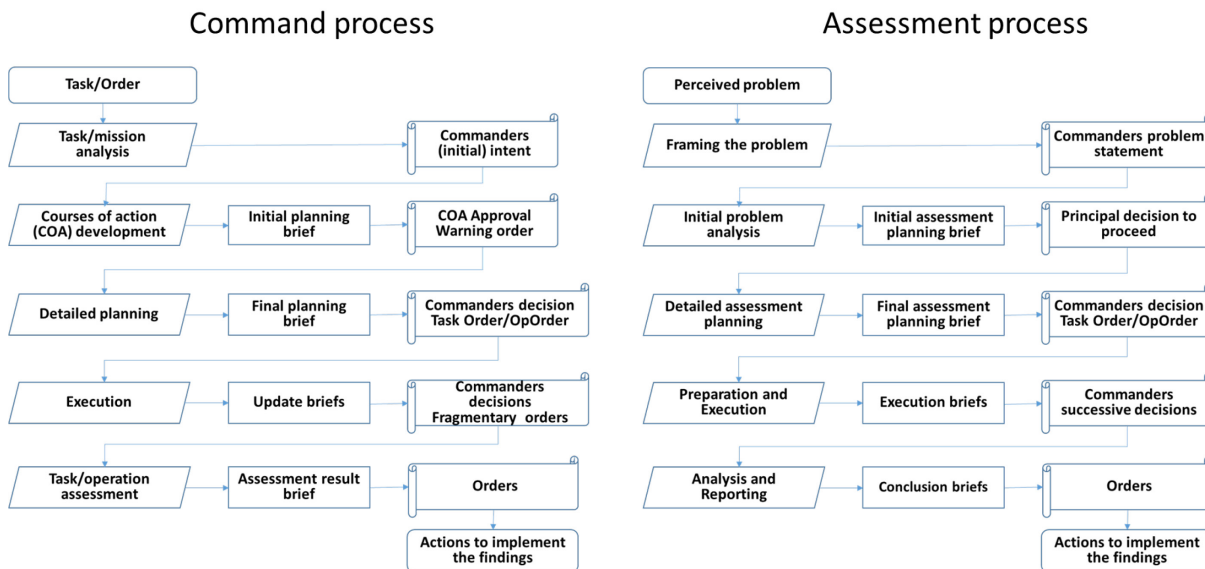 Command process
Task/Order
Task/mission
analysis
Commanders
(initial) intent
Courses of action
(COA) development
Initial planning
brief
COA Approval
Warning order
Detailed planning
Final planning
brief
Commanders decision
Task Order/OpOrder
Execution
Update briefs
Commanders
decisions
Fragmentary orders
Task/operation
assessment
Assessment result
brief
Orders
Actions to implement
the findings
Assessment process
Perceived problem
Framing the problem
Commanders problem
statement
Initial problem
analysis
Initial assessment
planning brief
Principal decision to
proceed
Detailed assessment
planning
Final assessment
planning brief
Commanders decision
Task Order/OpOrder
Preparation and
Execution
Execution briefs
Commanders
successive decisions
Analysis and
Reporting
Conclusion briefs
Orders
Actions to implement
the findings